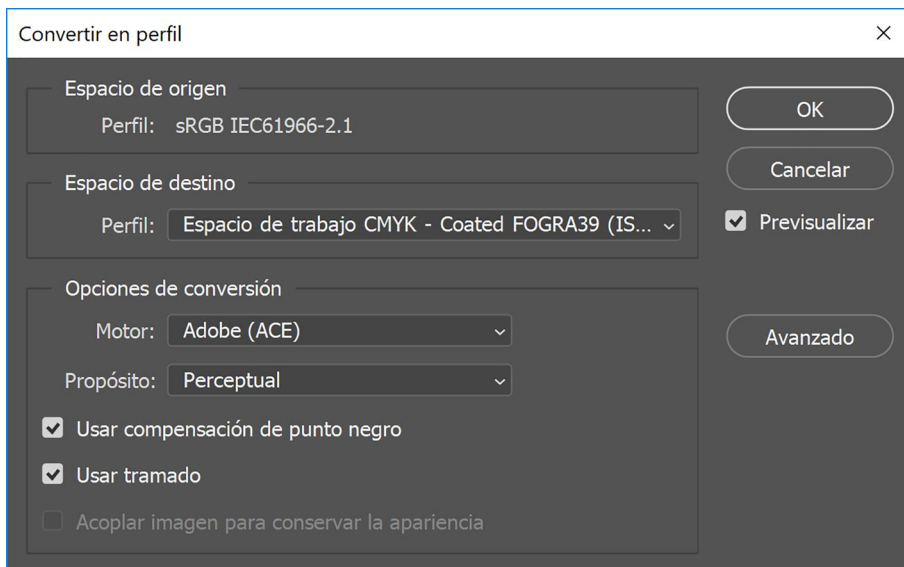 Convertir en perfil
Espacio de origen
Perfil: sRGB IEC61966-2.1
OK
Cancelar
Espacio de destino
Perfil: Espacio de trabajo CMYK - Coated FOGRA39 (IS...
Previsualizar
Opciones de conversión
Motor: Adobe (ACE)
Avanzado
Propósito: Perceptual
Usar compensación de punto negro
Usar tramado
Acoplar imagen para conservar la apariencia